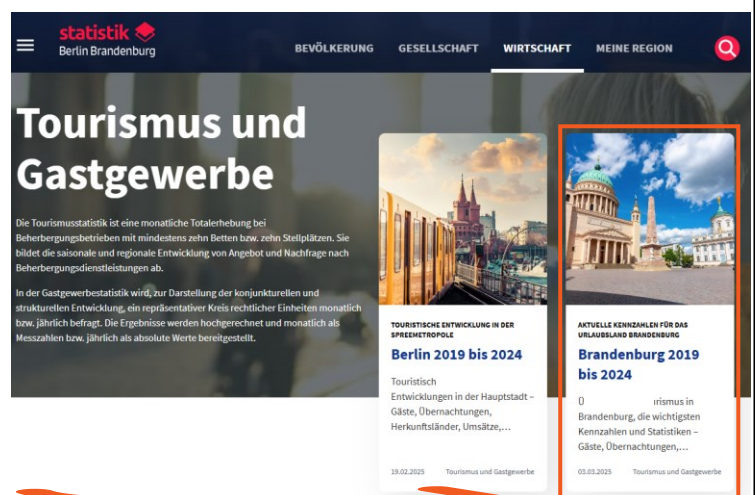 statistik
Berlin Brandenburg
BEVÖLKERUNG GESELLSCHAFT WIRTSCHAFT MEINE REGION
Tourismus und
Gastgewerbe
Die Tourismusstatistik ist eine monatliche Totalerhebung bei
Beherbergungsbetrieben mit mindestens zehn Betten bzw. zehn Stellplätzen. Sie
bildet die saisonale und regionale Entwicklung von Angebot und Nachfrage nach
Beherbergungsdienstleistungen ab.
In der Gastgewerbestatistik wird, zur Darstellung der konjunkturellen und
strukturellen Entwicklung, ein repräsentativer Kreis rechtlicher Einheiten monatlich
bzw. jährlich befragt. Die Ergebnisse werden hochgerechnet und monatlich als
Messzahlen bzw. jährlich als absolute Werte bereitgestellt.
TOURISTISCHE ENTWICKLUNG IN DER
SPREEMETROPOLE
Berlin 2019 bis 2024
Touristisch
Entwicklungen in der Hauptstadt –
Gäste, Übernachtungen,
Herkunftsländer, Umsätze,…
19.02.2025 Tourismus und Gastgewerbe
AKTUELLE KENNZAHLEN FÜR DAS
URLAUBSLAND BRANDENBURG
Brandenburg 2019
bis 2024
Ü rismus in
Brandenburg, die wichtigsten
Kennzahlen und Statistiken –
Gäste, Übernachtungen,…
03.03.2025 Tourismus und Gastgewerbe